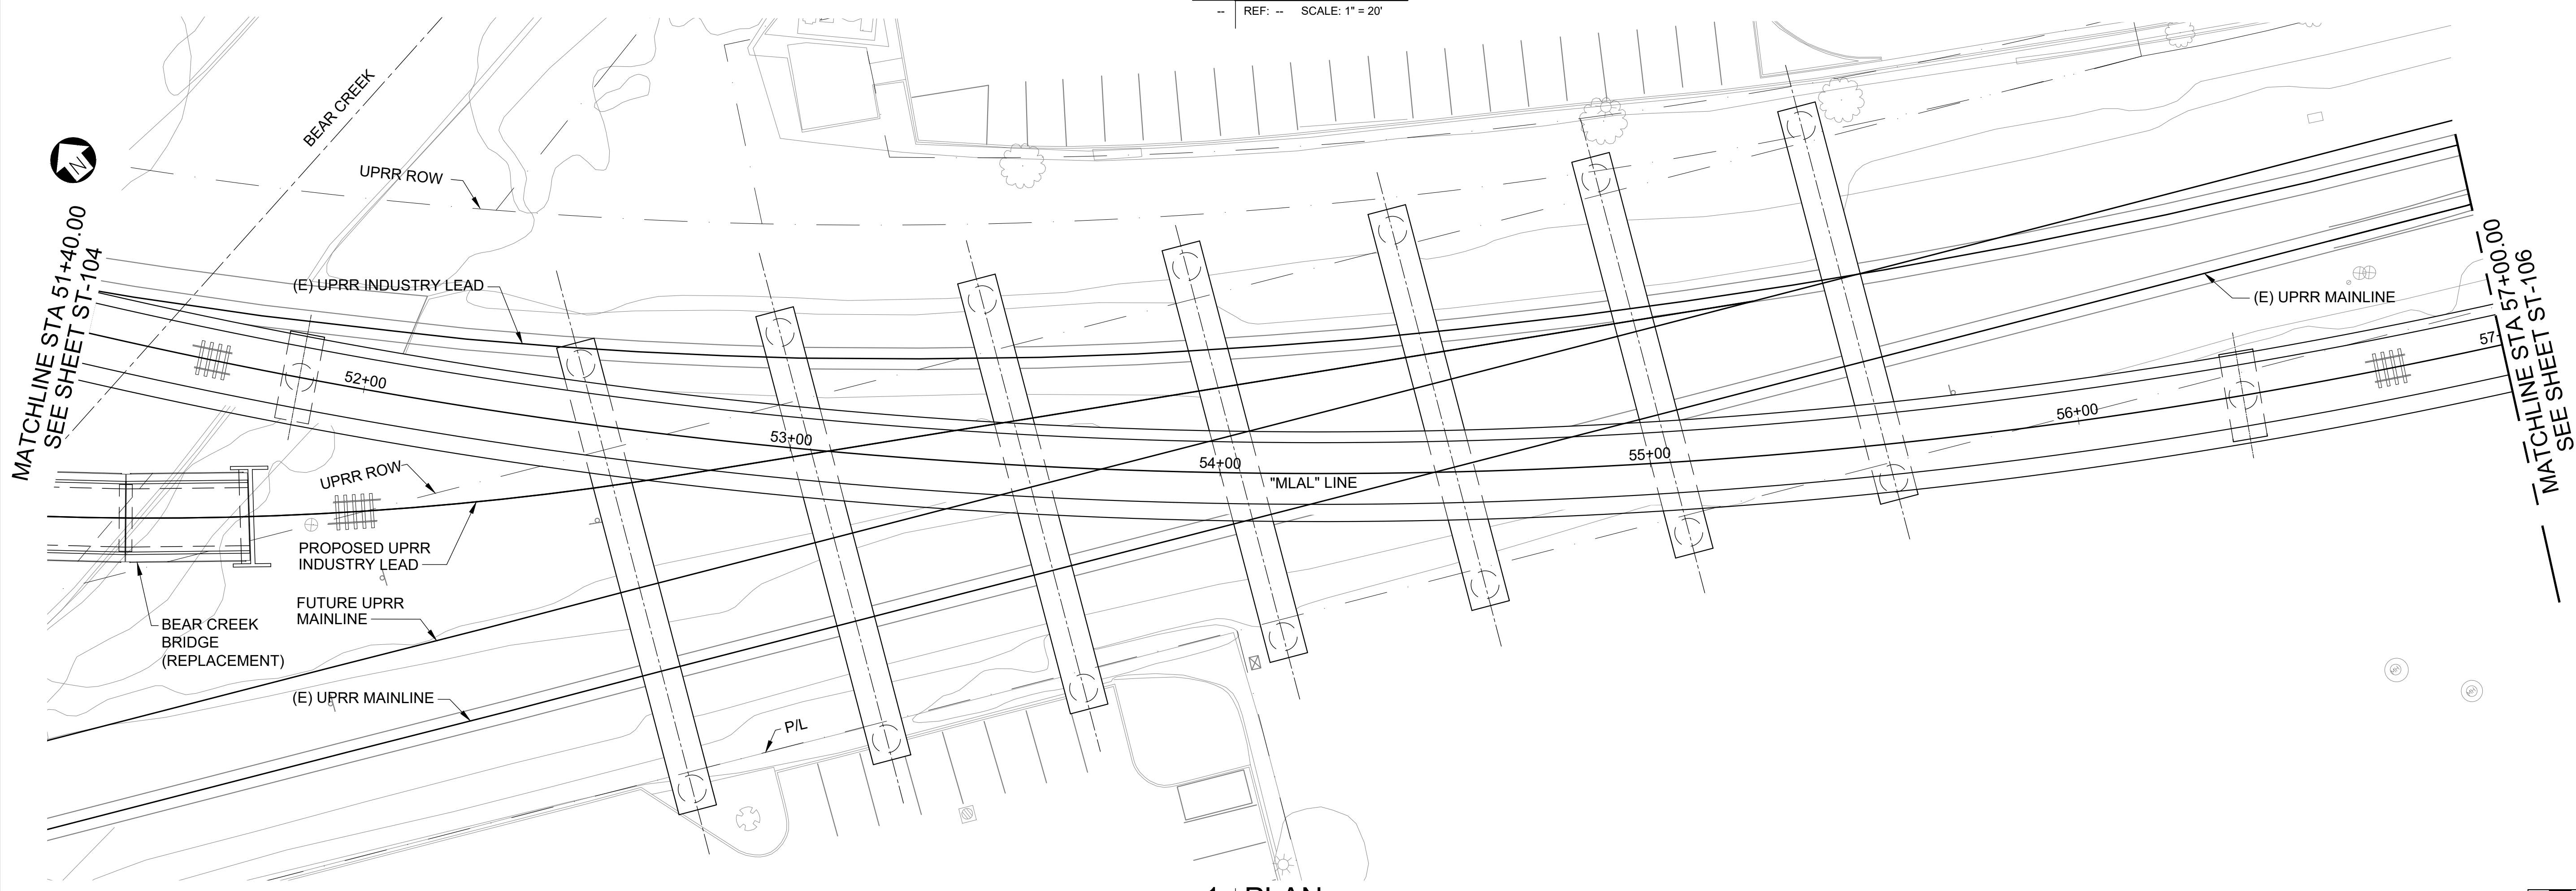 -- REF: -- SCALE: 1" = 20'
BEAR CREEK
N
UPRR ROW
MATCHLINE STA 51+40.00
SEE SHEET ST-104
(E) UPRR INDUSTRY LEAD
(E) UPRR MAINLINE
MATCHLINE STA 57+00.00
SEE SHEET ST-106
52+00
53+00
54+00
55+00
56+00
57+
"MLAL" LINE
UPRR ROW
PROPOSED UPRR
INDUSTRY LEAD
FUTURE UPRR
MAINLINE
BEAR CREEK
BRIDGE
(REPLACEMENT)
(E) UPRR MAINLINE
P/L
1 PLAN